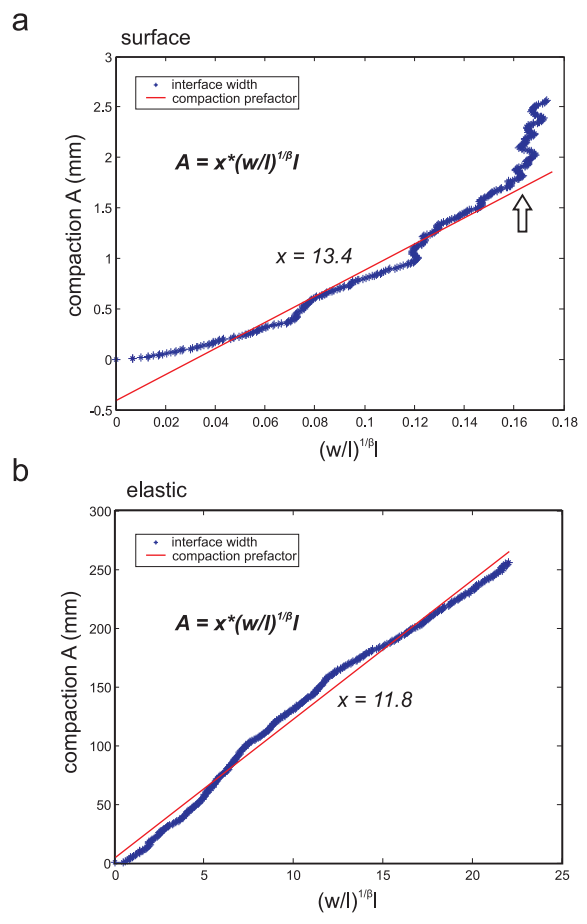 a
surface
interface width
compaction prefactor
A = x*(w/l)^{1/β}l
x = 13.4
compaction A (mm)
3
2.5
2
1.5
1
0.5
0
-0.5
0
0.02
0.04
0.06
0.08
0.1
0.12
0.14
0.16
0.18
(w/l)^{1/β}l
b
elastic
interface width
compaction prefactor
A = x*(w/l)^{1/β}l
x = 11.8
compaction A (mm)
300
250
200
150
100
50
0
0
5
10
15
20
25
(w/l)^{1/β}l